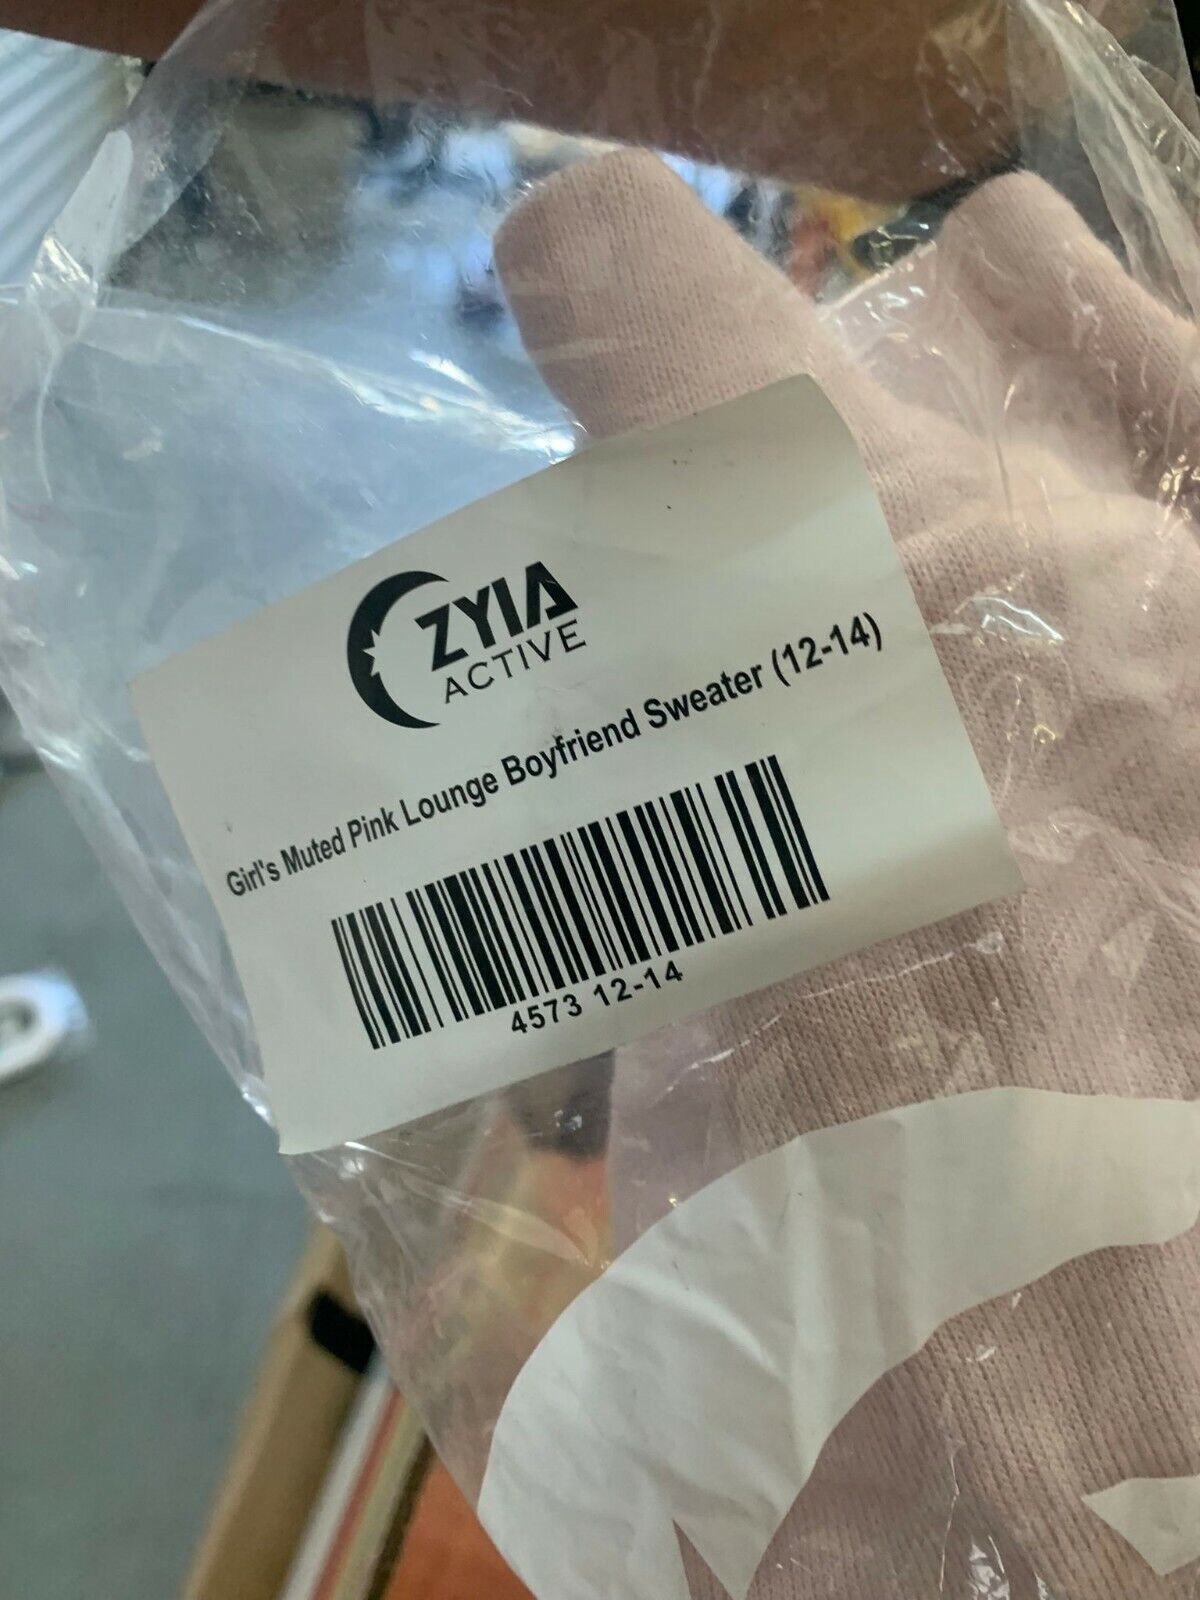 ZYIA
ACTIVE
Girl's Muted Pink Lounge Boyfriend Sweater (12-14)
4573 12-14